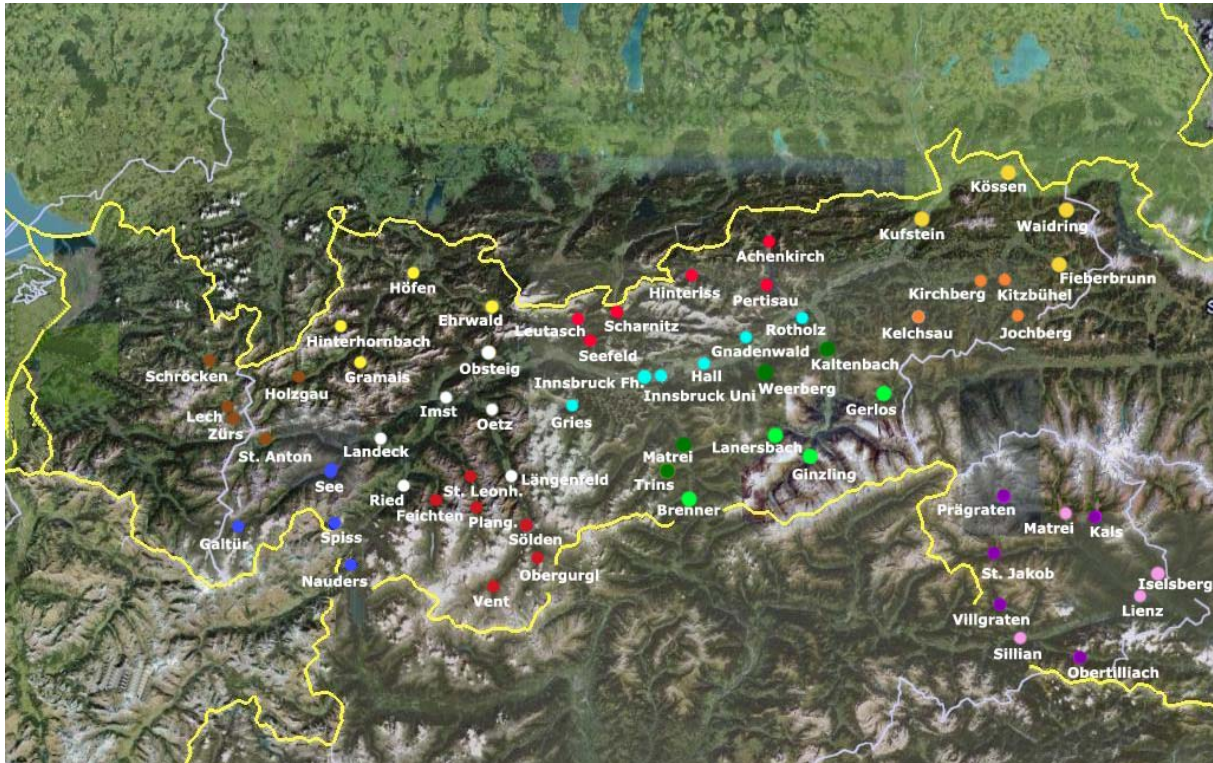 Kössen
Waidring
Kufstein
Achenkirch
Fieberbrunn
Höfen
Hinteriss
Pertisau
Kirchberg
Kitzbühel
Ehrwald
Leutasch
Scharnitz
Rotholz
Kelchsau
Jochberg
Hinterhornbach
Seefeld
Gnadenwald
Schröcken
Gramais
Obsteig
Kaltenbach
Holzgau
Innsbruck Fh.
Hall
Weerberg
Innsbruck Uni
Imst
Lech
Zürs
Oetz
Gries
Gerlos
St. Anton
Landeck
Matrei
Lanersbach
Ginzling
See
Ried
St. Leonh.
Längenfeld
Trins
Feichten
Plang.
Brenner
Prägraten
Matrei
Kals
Galtür
Spiss
Sölden
Obergurgl
St. Jakob
Iselsberg
Nauders
Vent
Lienz
Villgraten
Sillian
Obertilliach